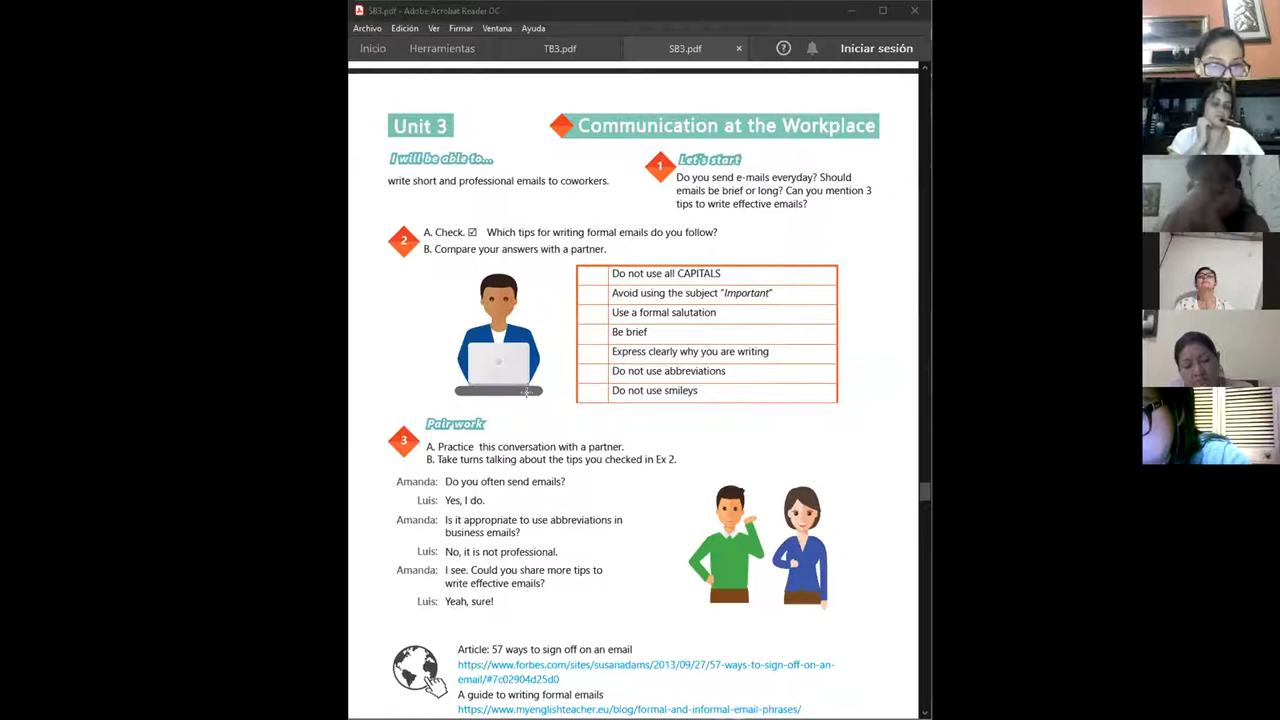 SB3.pdf - Adobe Acrobat Reader DC
Archivo Edición Ver Firmar Ventana Ayuda
Inicio Herramientas TB3.pdf SB3.pdf × ? Iniciar sesión
Unit 3 Communication at the Workplace
I will be able to...
write short and professional emails to coworkers.
1 Let's start
Do you send e-mails everyday? Should
emails be brief or long? Can you mention 3
tips to write effective emails?
2 A. Check. ☑ Which tips for writing formal emails do you follow?
B. Compare your answers with a partner.
Do not use all CAPITALS
Avoid using the subject "Important"
Use a formal salutation
Be brief
Express clearly why you are writing
Do not use abbreviations
Do not use smileys
3 Pair work
A. Practice this conversation with a partner.
B. Take turns talking about the tips you checked in Ex 2.
Amanda: Do you often send emails?
Luis: Yes, I do.
Amanda: Is it appropriate to use abbreviations in
business emails?
Luis: No, it is not professional.
Amanda: I see. Could you share more tips to
write effective emails?
Luis: Yeah, sure!
Article: 57 ways to sign off on an email
https://www.forbes.com/sites/susanadams/2013/09/27/57-ways-to-sign-off-on-an-
email/#7c02904d25d0
A guide to writing formal emails
https://www.myenglishteacher.eu/blog/formal-and-informal-email-phrases/